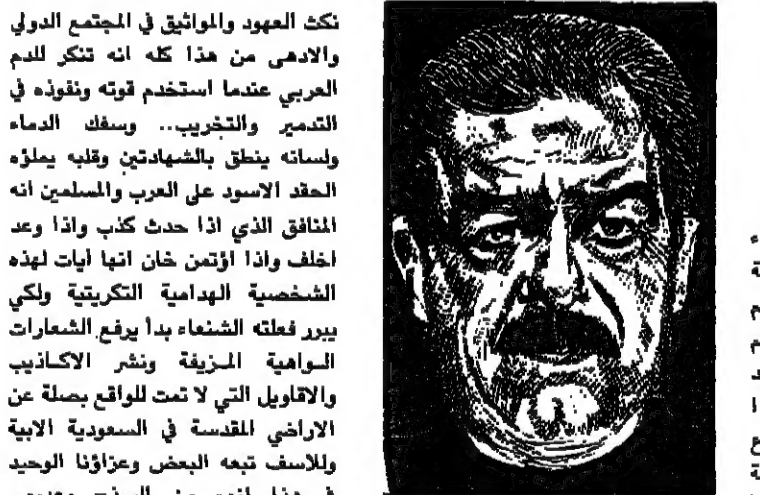 نكث العهود والمواثيق في المجتمع الدولي
والادهى من هذا كله انه تنكر للدم
العربي عندما استخدم قوته ونفوذه في
التدمير والتخريب.. وسفك الدماء
ولسانه ينطق بالشهادتين وقلبه يملؤه
الحقد الاسود على العرب والمسلمين انه
المنافق الذي اذا حدث كذب واذا وعد
اخلف واذا اؤتمن خان انها آيات لهذه
الشخصية الهدامية التكريتية ولكي
يبرر فعلته الشنعاء بدأ يرفع الشعارات
الواهية المزيفة ونشر الاكاذيب
والاقاويل التي لا تمت للواقع بصلة عن
الاراضي المقدسة في السعودية الابية
وللاسف تبعه البعض وعزاؤنا الوحيد